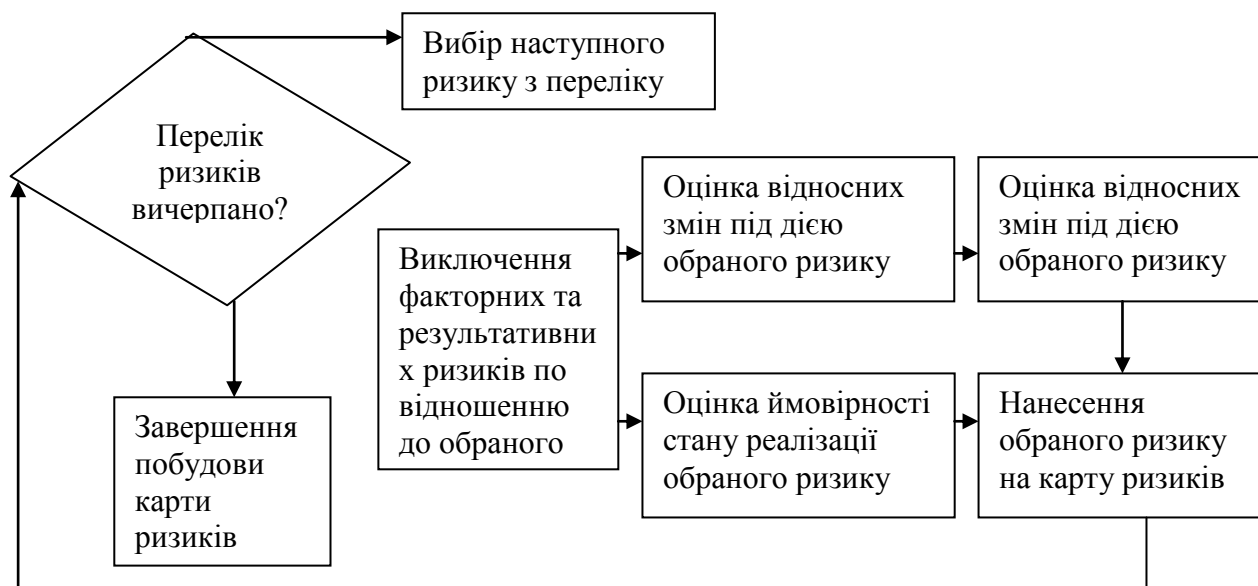 Вибір наступного
ризику з переліку
Перелік
ризиків
вичерпано?
Оцінка відносних
змін під дією
обраного ризику
Оцінка відносних
змін під дією
обраного ризику
Виключення
факторних та
результативни
х ризиків по
відношенню
до обраного
Оцінка ймовірності
стану реалізації
обраного ризику
Нанесення
обраного ризику
на карту ризиків
Завершення
побудови
карти
ризиків